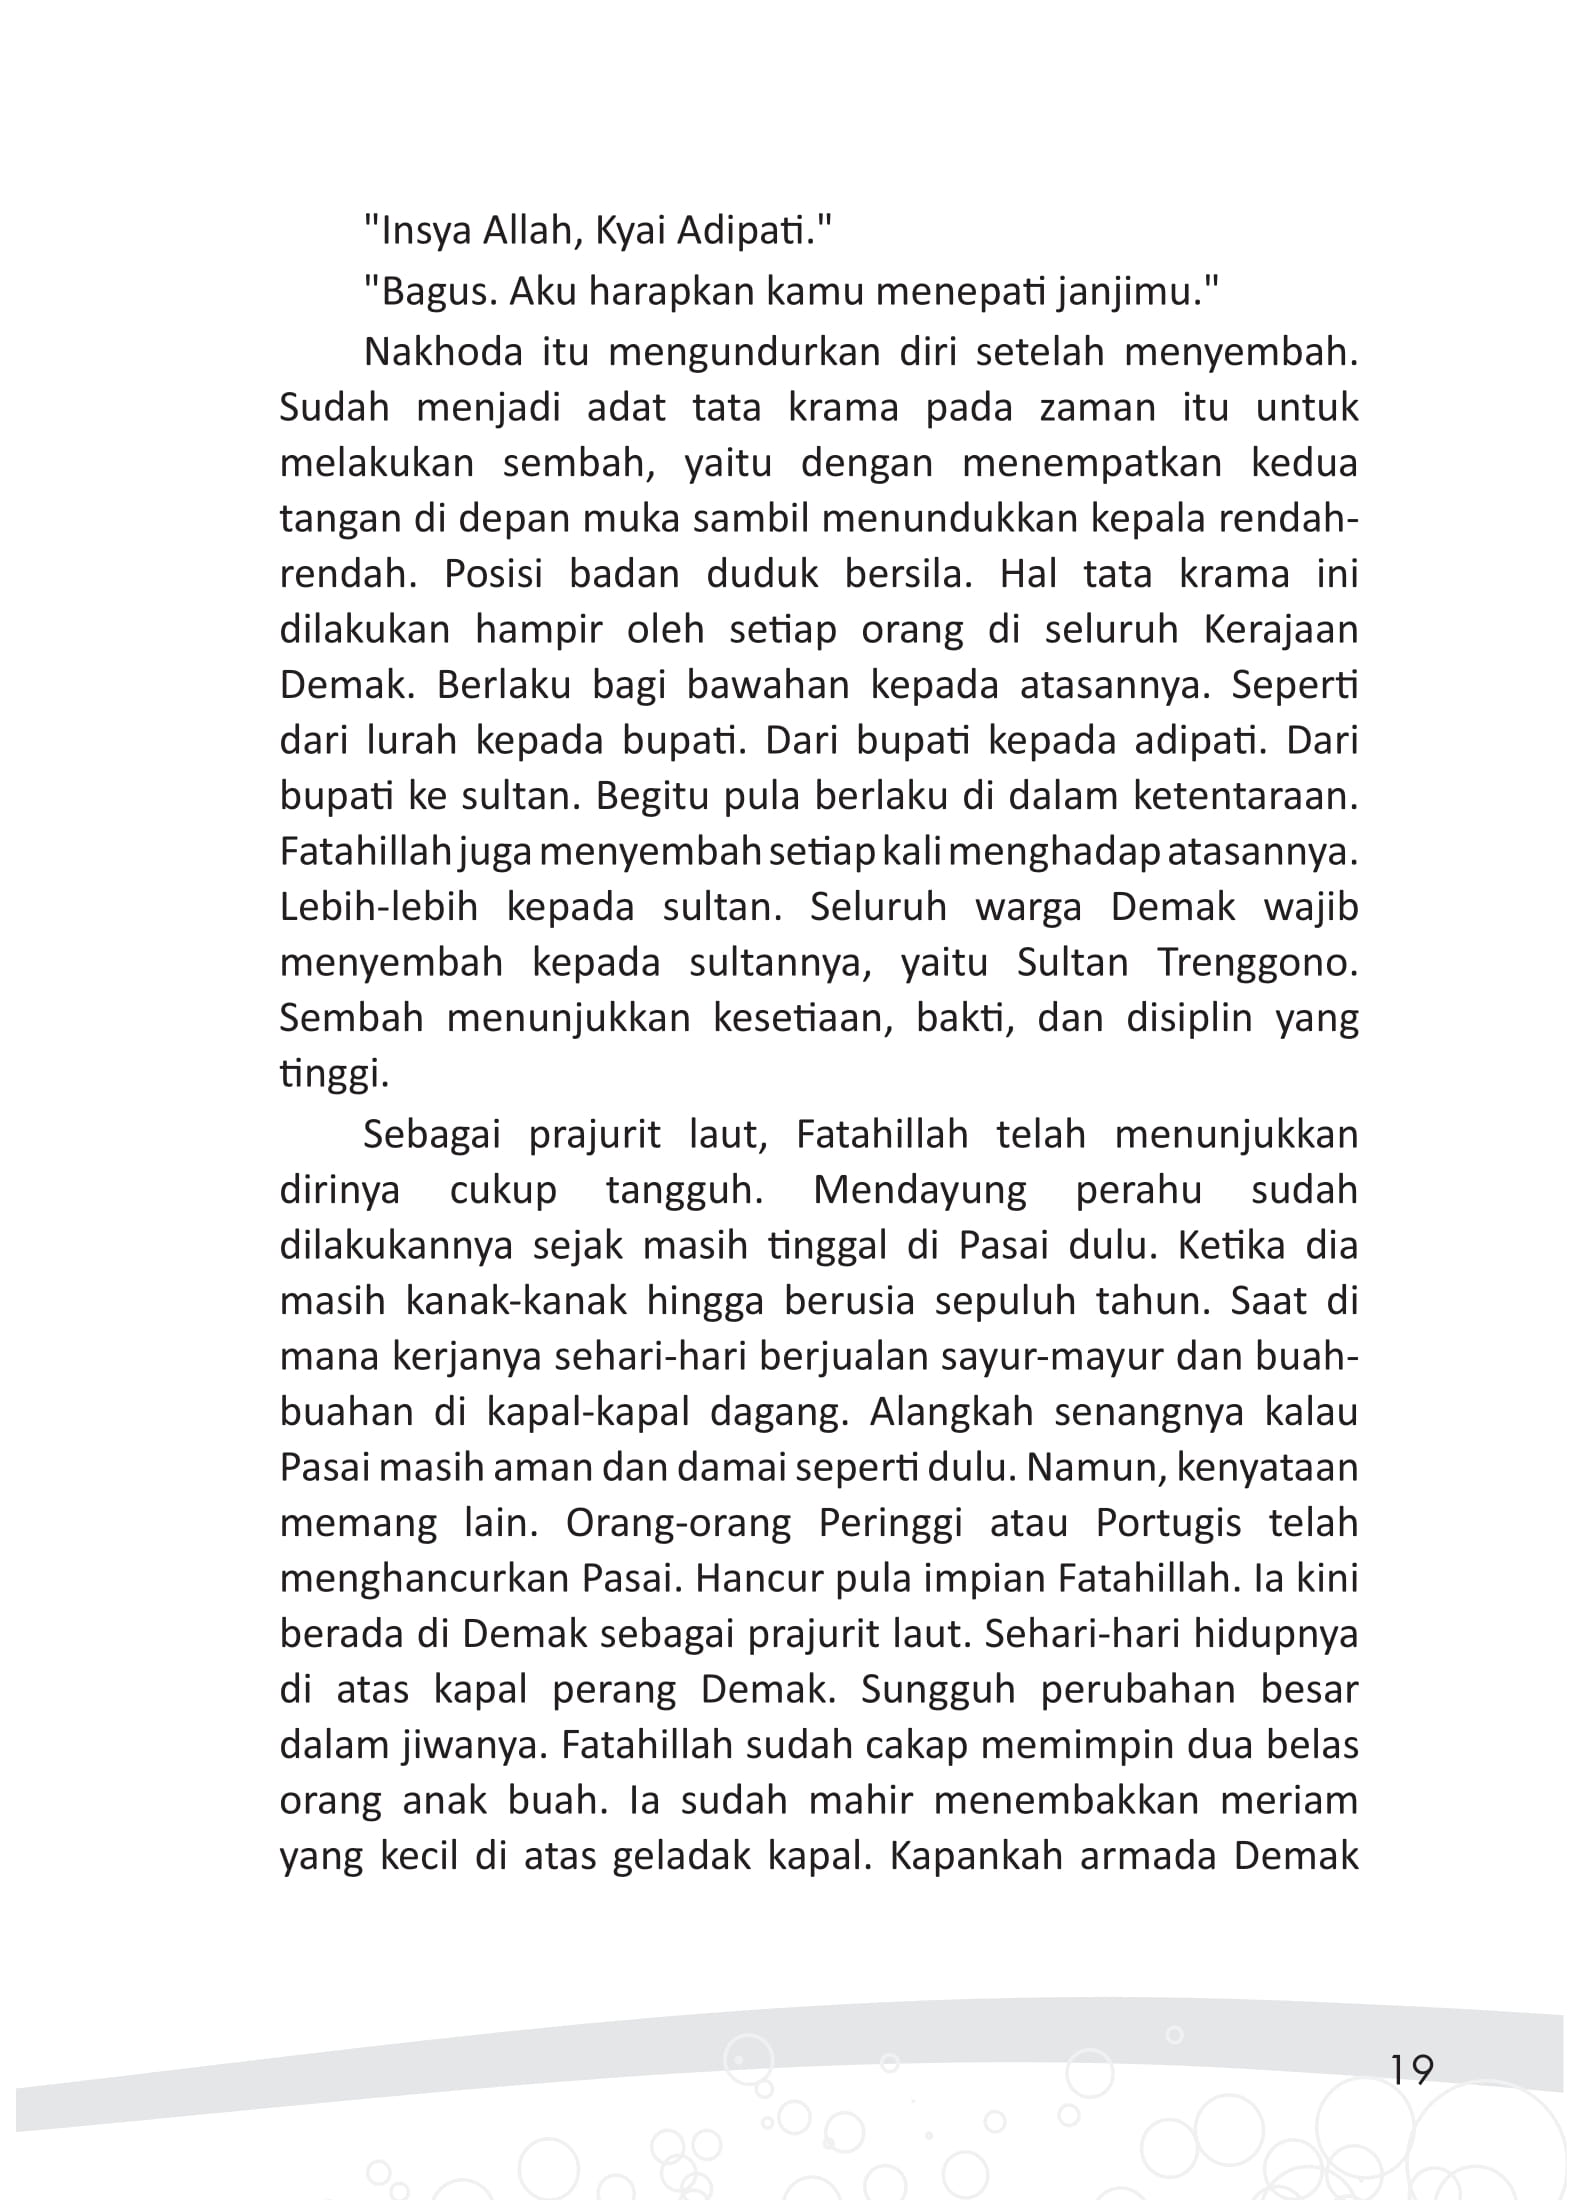 "Insya Allah, Kyai Adipati."
"Bagus. Aku harapkan kamu menepati janjimu."
Nakhoda itu mengundurkan diri setelah menyembah.
Sudah menjadi adat tata krama pada zaman itu untuk
melakukan sembah, yaitu dengan menempatkan kedua
tangan di depan muka sambil menundukkan kepala rendah-
rendah. Posisi badan duduk bersila. Hal tata krama ini
dilakukan hampir oleh setiap orang di seluruh Kerajaan
Demak. Berlaku bagi bawahan kepada atasannya. Seperti
dari lurah kepada bupati. Dari bupati kepada adipati. Dari
bupati ke sultan. Begitu pula berlaku di dalam ketentaraan.
Fatahillah juga menyembah setiap kali menghadap atasannya.
Lebih-lebih kepada sultan. Seluruh warga Demak wajib
menyembah kepada sultannya, yaitu Sultan Trenggono.
Sembah menunjukkan kesetiaan, bakti, dan disiplin yang
tinggi.
Sebagai prajurit laut, Fatahillah telah menunjukkan
dirinya cukup tangguh. Mendayung perahu sudah
dilakukannya sejak masih tinggal di Pasai dulu. Ketika dia
masih kanak-kanak hingga berusia sepuluh tahun. Saat di
mana kerjanya sehari-hari berjualan sayur-mayur dan buah-
buahan di kapal-kapal dagang. Alangkah senangnya kalau
Pasai masih aman dan damai seperti dulu. Namun, kenyataan
memang lain. Orang-orang Peringgi atau Portugis telah
menghancurkan Pasai. Hancur pula impian Fatahillah. Ia kini
berada di Demak sebagai prajurit laut. Sehari-hari hidupnya
di atas kapal perang Demak. Sungguh perubahan besar
dalam jiwanya. Fatahillah sudah cakap memimpin dua belas
orang anak buah. Ia sudah mahir menembakkan meriam
yang kecil di atas geladak kapal. Kapankah armada Demak
19